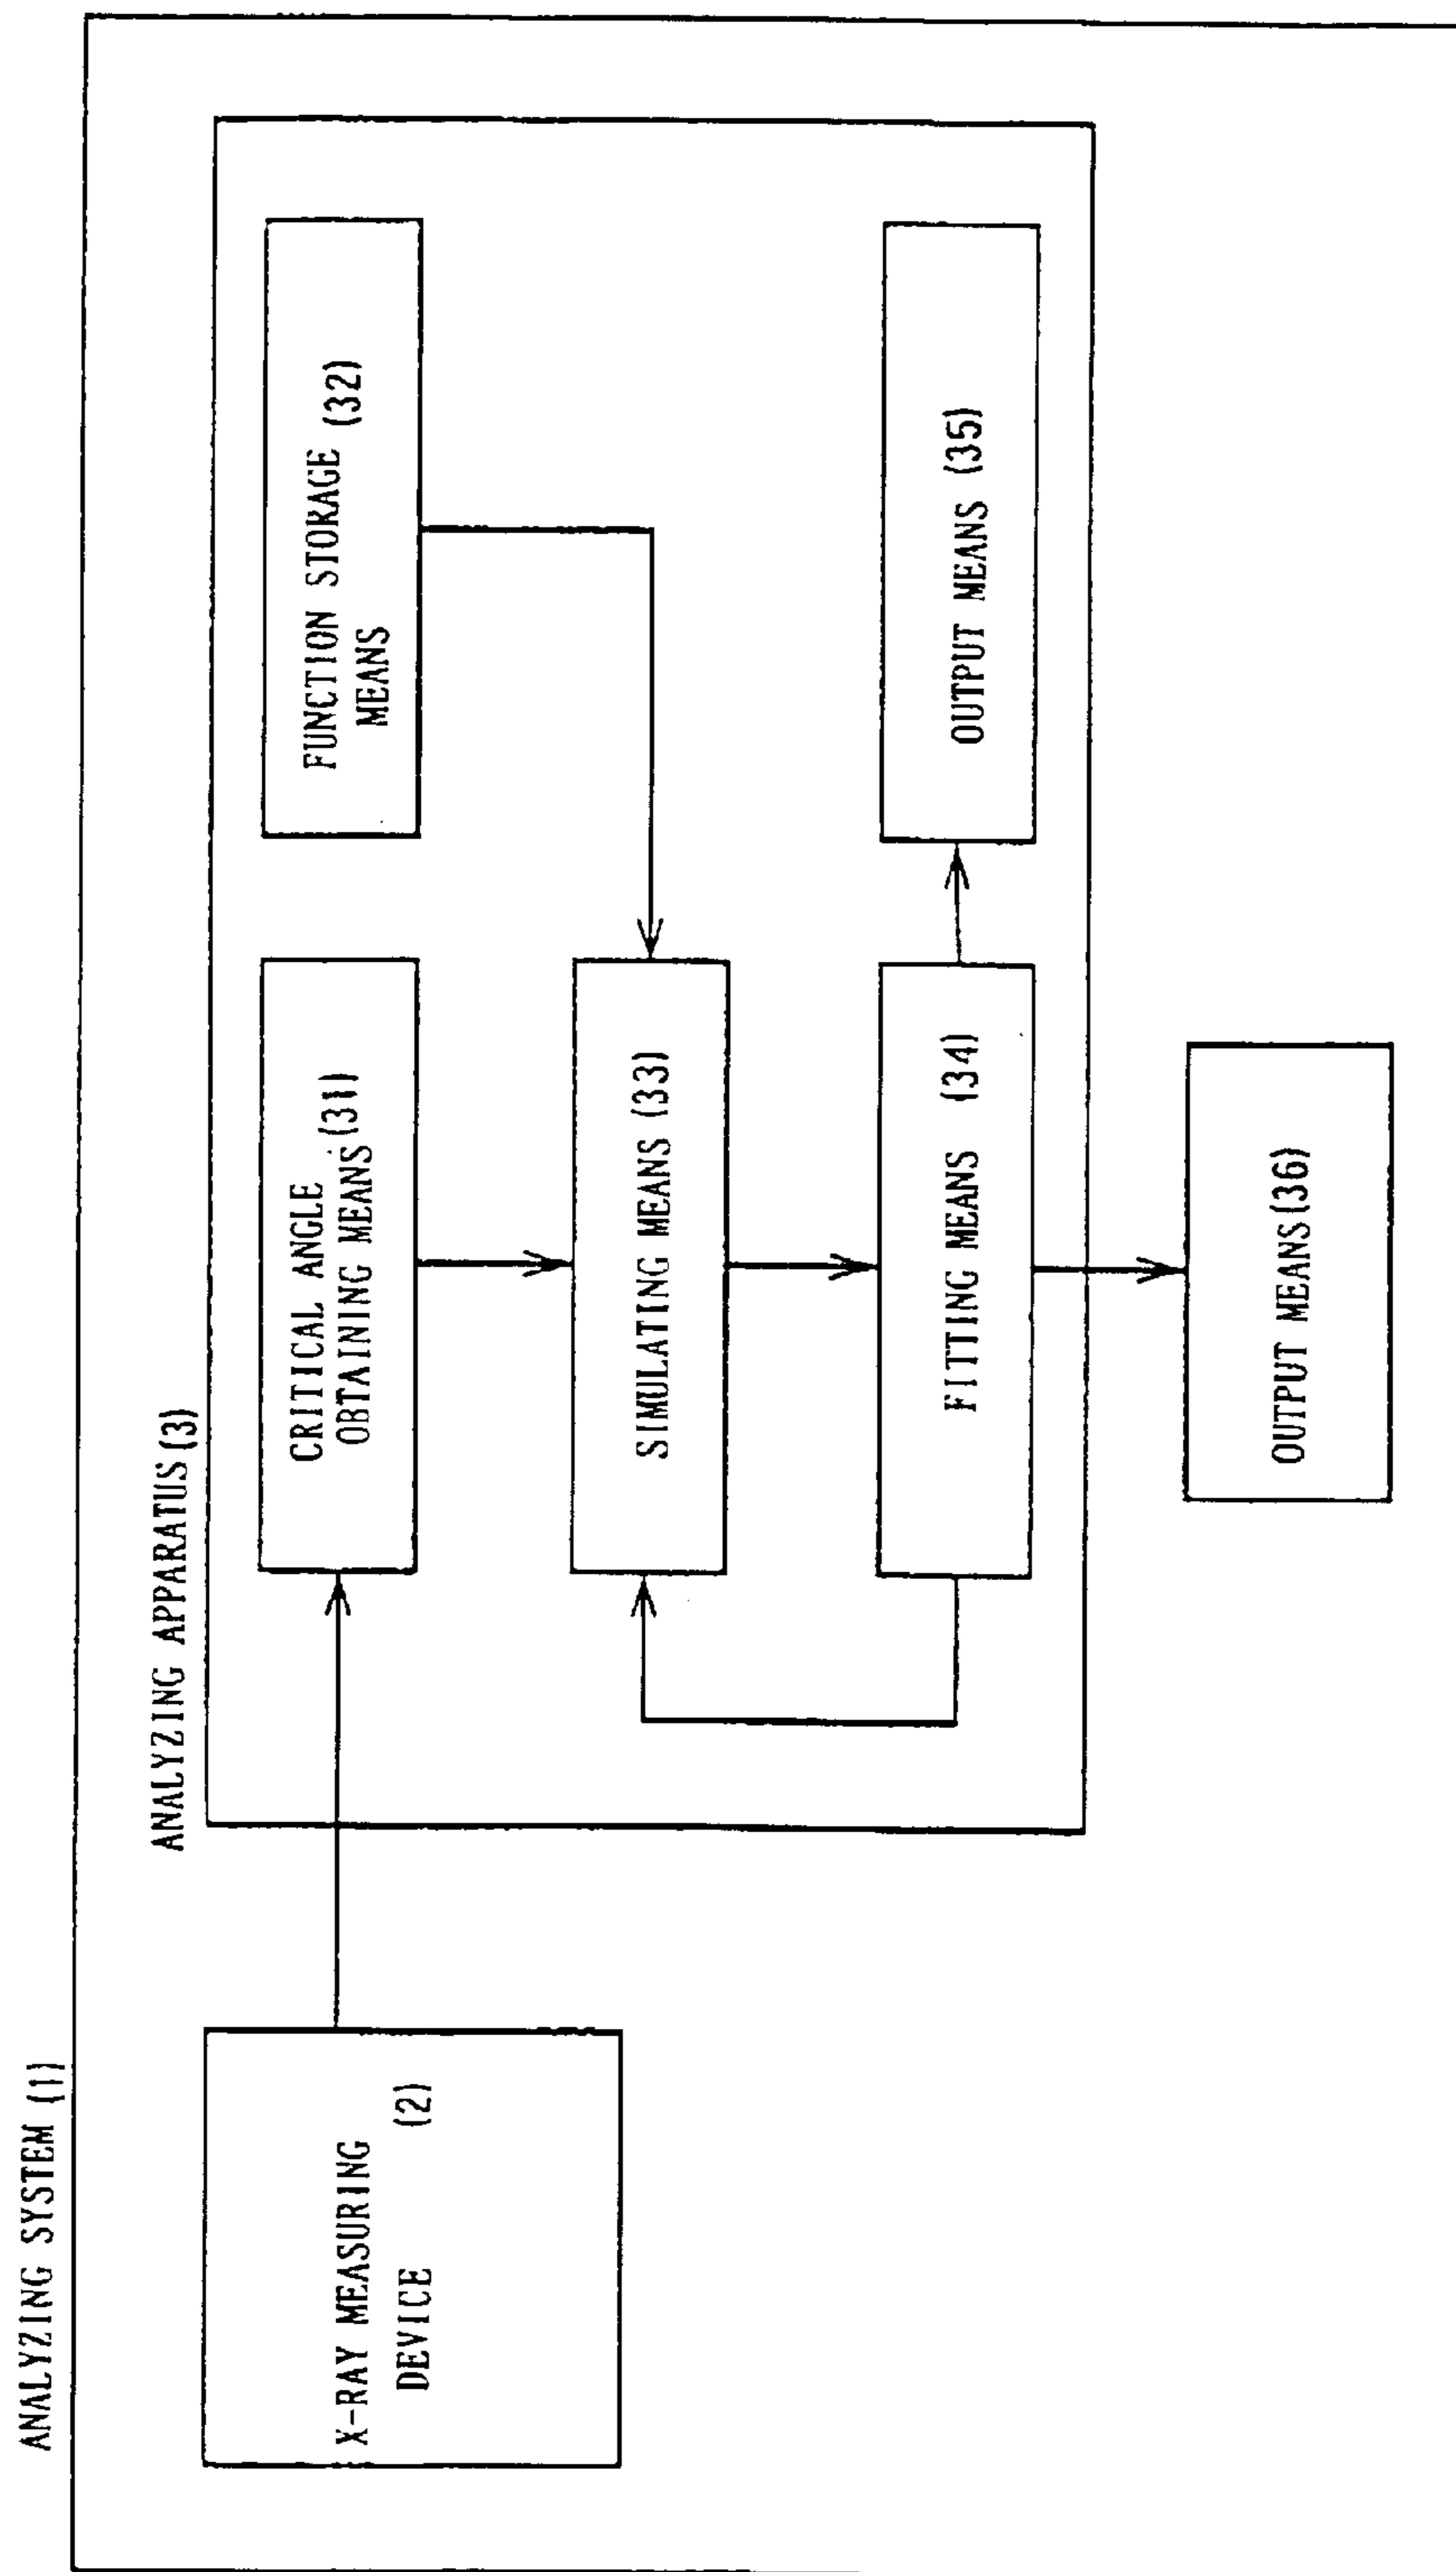 ANALYZING SYSTEM (1)
X-RAY MEASURING
DEVICE (2)
ANALYZING APPARATUS (3)
CRITICAL ANGLE
OBTAINING MEANS (31)
FUNCTION STORAGE (32)
MEANS
SIMULATING MEANS (33)
FITTING MEANS (34)
OUTPUT MEANS (35)
OUTPUT MEANS (36)